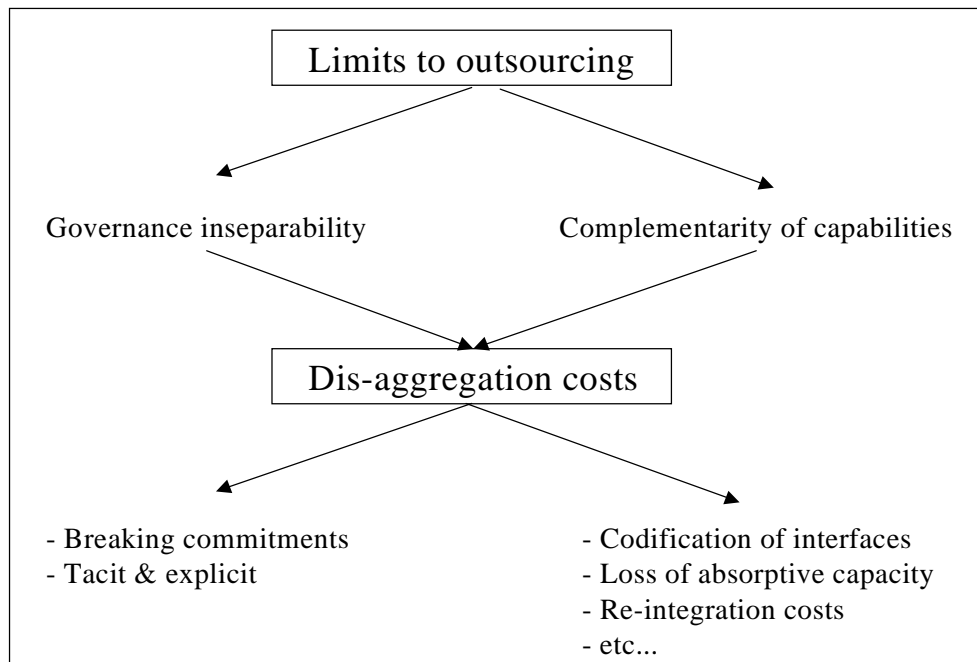 Limits to outsourcing
Governance inseparability
Complementarity of capabilities
Dis-aggregation costs
- Breaking commitments
- Tacit & explicit
- Codification of interfaces
- Loss of absorptive capacity
- Re-integration costs
- etc...